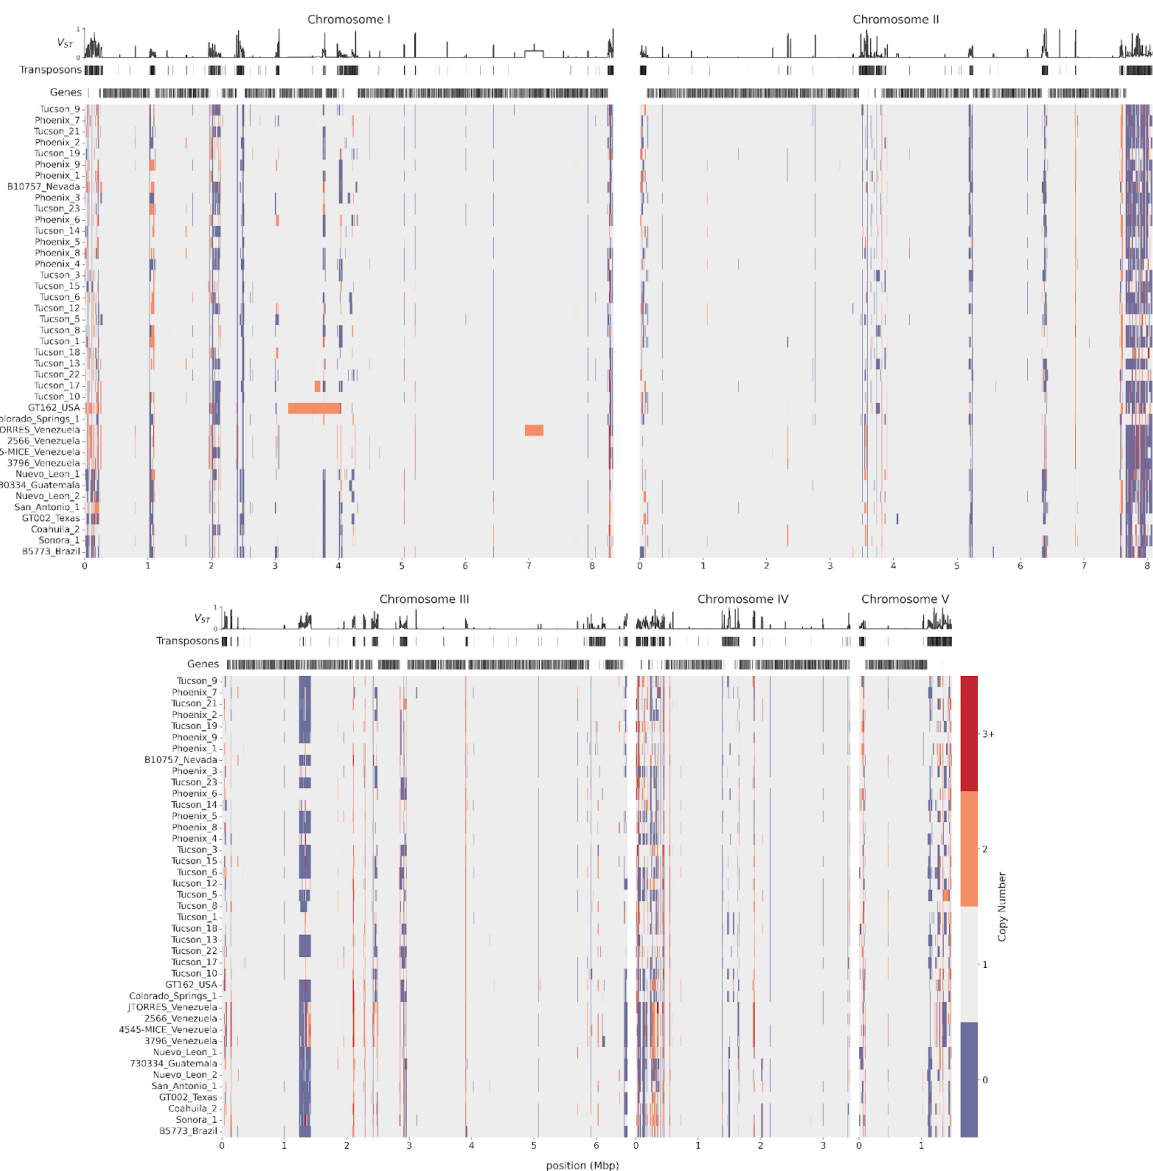 Chromosome I
Chromosome II
VST
1
0
Transposons
Genes
Tucson_9
Phoenix_7
Tucson_21
Phoenix_2
Tucson_19
Phoenix_9
Phoenix_1
B10757_Nevada
Phoenix_3
Tucson_23
Phoenix_6
Tucson_14
Phoenix_5
Phoenix_8
Phoenix_4
Tucson_3
Tucson_15
Tucson_6
Tucson_12
Tucson_5
Tucson_8
Tucson_1
Tucson_18
Tucson_13
Tucson_22
Tucson_17
Tucson_10
GT162_USA
olorado_Springs_1
ORRES_Venezuela
2566_Venezuela
5-MICE_Venezuela
3796_Venezuela
Nuevo_Leon_1
30334_Guatemala
Nuevo_Leon_2
San_Antonio_1
GT002_Texas
Coahuila_2
Sonora_1
B5773_Brazil
0 1 2 3 4 5 6 7 8
0 1 2 3 4 5 6 7 8
Chromosome III
Chromosome IV
Chromosome V
VST
1
0
Transposons
Genes
Tucson_9
Phoenix_7
Tucson_21
Phoenix_2
Tucson_19
Phoenix_9
Phoenix_1
B10757_Nevada
Phoenix_3
Tucson_23
Phoenix_6
Tucson_14
Phoenix_5
Phoenix_8
Phoenix_4
Tucson_3
Tucson_15
Tucson_6
Tucson_12
Tucson_5
Tucson_8
Tucson_1
Tucson_18
Tucson_13
Tucson_22
Tucson_17
Tucson_10
GT162_USA
Colorado_Springs_1
JTORRES_Venezuela
2566_Venezuela
4545-MICE_Venezuela
3796_Venezuela
Nuevo_Leon_1
730334_Guatemala
Nuevo_Leon_2
San_Antonio_1
GT002_Texas
Coahuila_2
Sonora_1
B5773_Brazil
0 1 2 3 4 5 6
0 1 2 3
0 1
position (Mbp)
3+
2
1
0
Copy Number